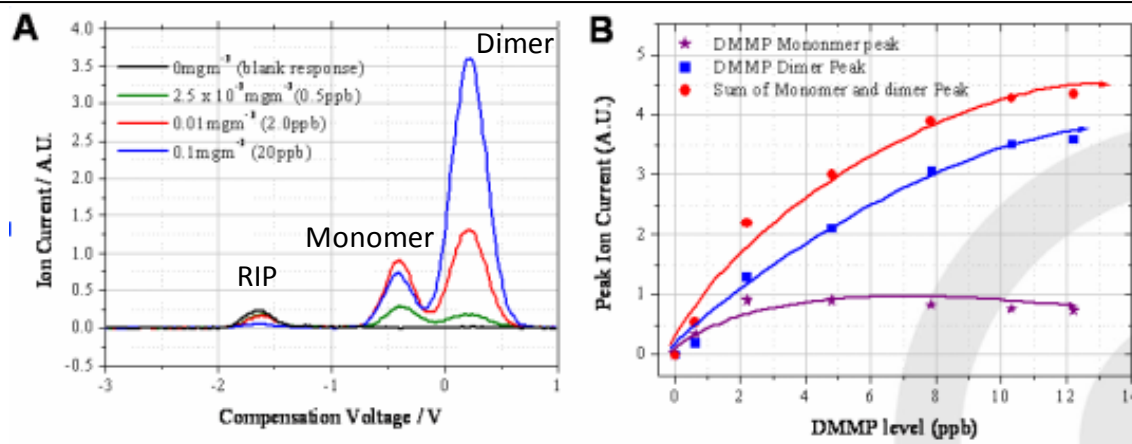 A
Dimer
Monomer
RIP
0mgm⁻³ (blank response)
2.5 x 10⁻³mgm⁻³(0.5ppb)
0.01mgm⁻³ (2.0ppb)
0.1mgm⁻³ (20ppb)
4.0
3.5
3.0
2.5
2.0
1.5
1.0
0.5
0.0
-0.5
Ion Current / A.U.
-3
-2
-1
0
1
Compensation Voltage / V
B
DMMP Mononmer peak
DMMP Dimer Peak
Sum of Monomer and dimer Peak
5
4
3
2
1
0
Peak Ion Current (A.U.)
0
2
4
6
8
10
12
14
DMMP level (ppb)